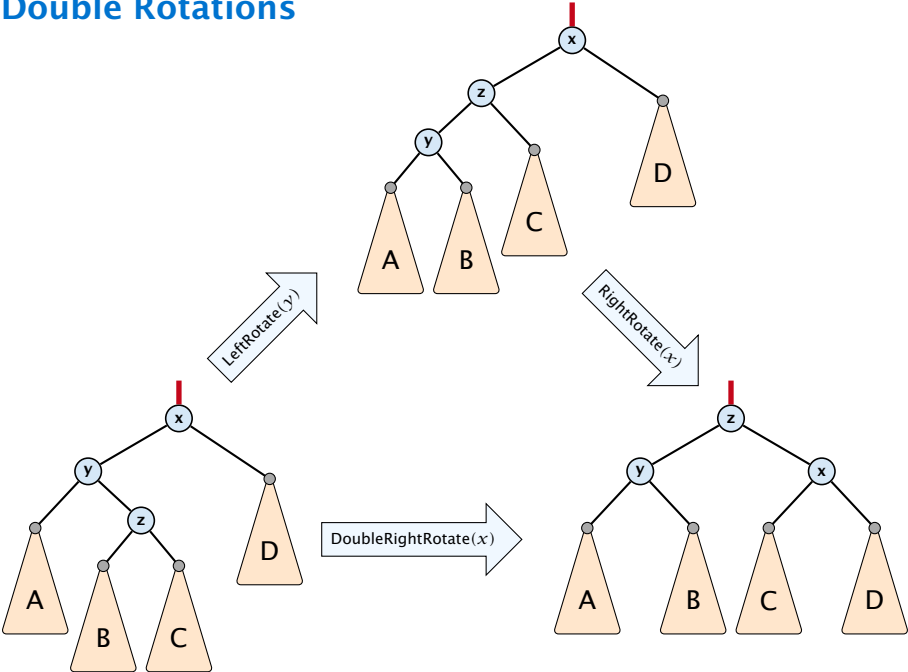 Double Rotations
x
z
y
D
C
A
B
LeftRotate(y)
RightRotate(x)
x
z
y
y
x
z
DoubleRightRotate(x)
D
A
B
C
A
B
C
D